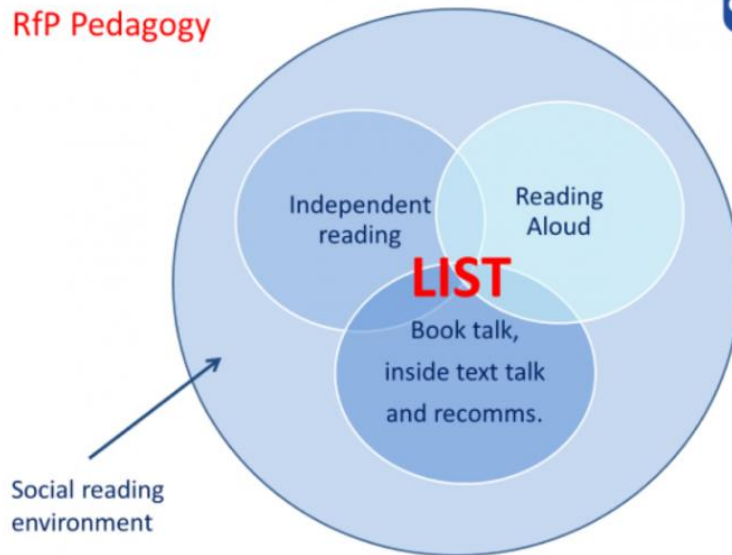 RfP Pedagogy
Independent
reading
Reading
Aloud
LIST
Book talk,
inside text talk
and recomms.
Social reading
environment